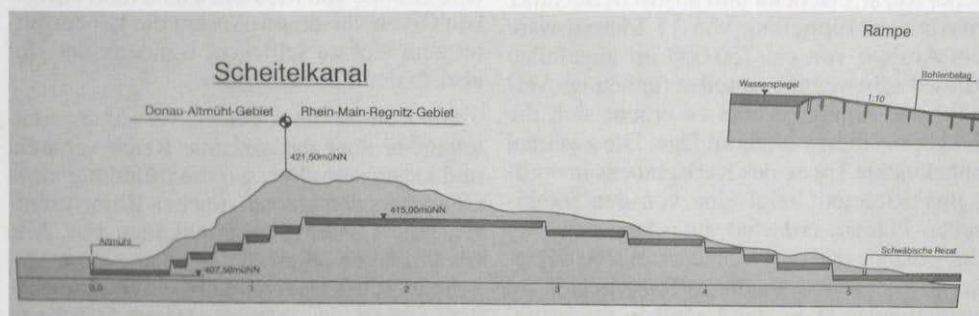 Rampe
Scheitelkanal
Wasserspiegel
1:10
Bohlenbelag
Donau-Altmühl-Gebiet
Rhein-Main-Regnitz-Gebiet
421,50müNN
415,00müNN
Altmühl
407,50müNN
Schwäbische Rezat
0,0
1
2
3
4
5